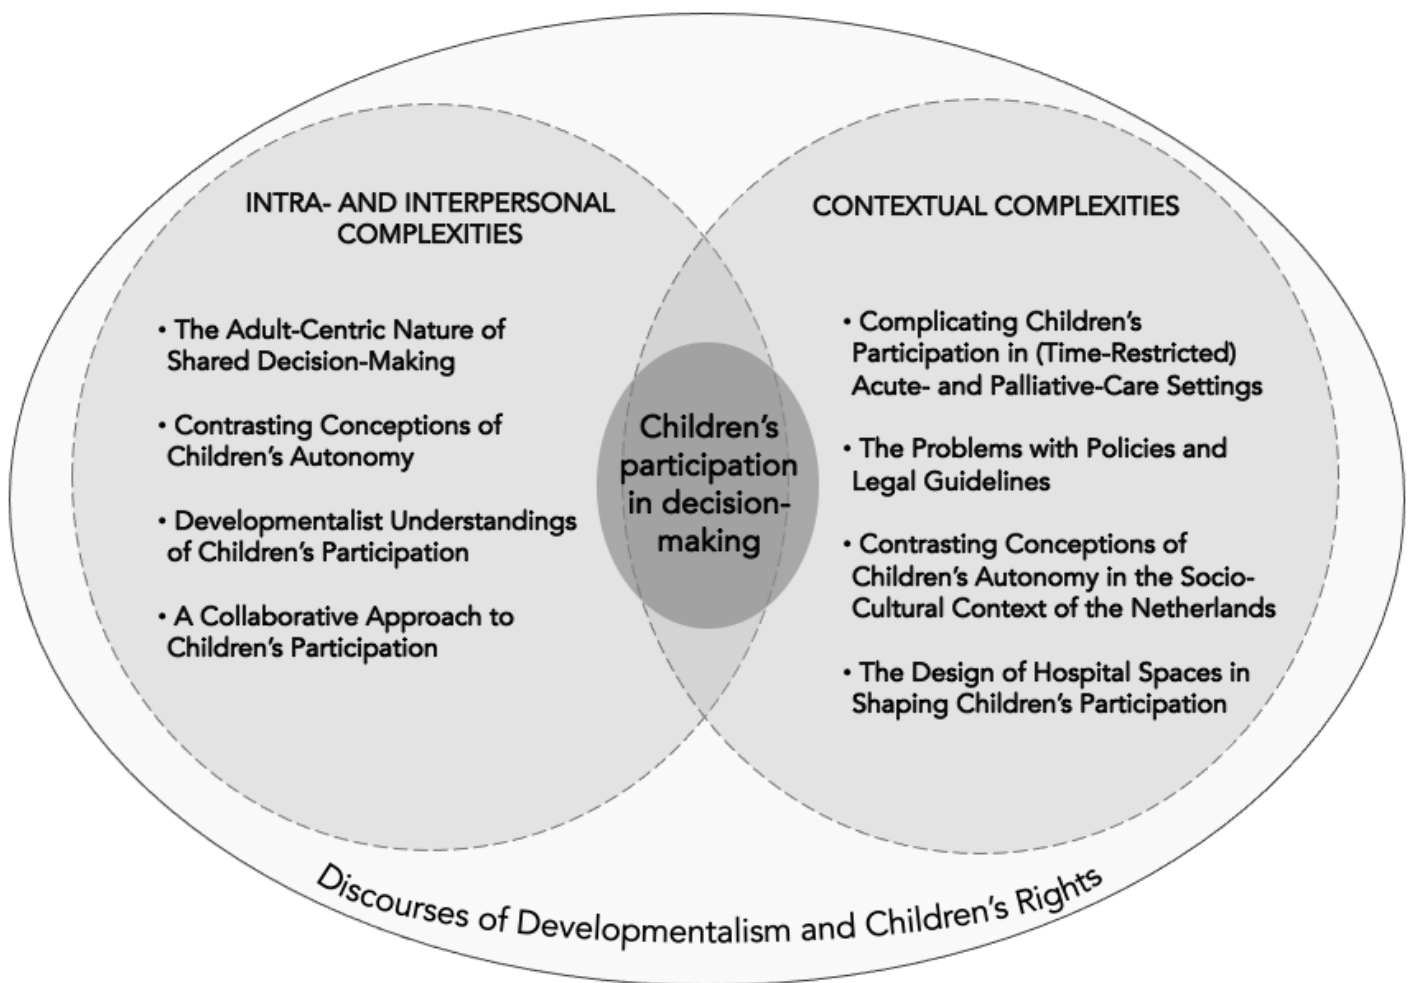 INTRA- AND INTERPERSONAL
COMPLEXITIES
• The Adult-Centric Nature of
Shared Decision-Making
• Contrasting Conceptions of
Children’s Autonomy
• Developmentalist Understandings
of Children’s Participation
• A Collaborative Approach to
Children’s Participation
Children’s
participation
in decision-
making
CONTEXTUAL COMPLEXITIES
• Complicating Children’s
Participation in (Time-Restricted)
Acute- and Palliative-Care Settings
• The Problems with Policies and
Legal Guidelines
• Contrasting Conceptions of
Children’s Autonomy in the Socio-
Cultural Context of the Netherlands
• The Design of Hospital Spaces in
Shaping Children’s Participation
Discourses of Developmentalism and Children’s Rights